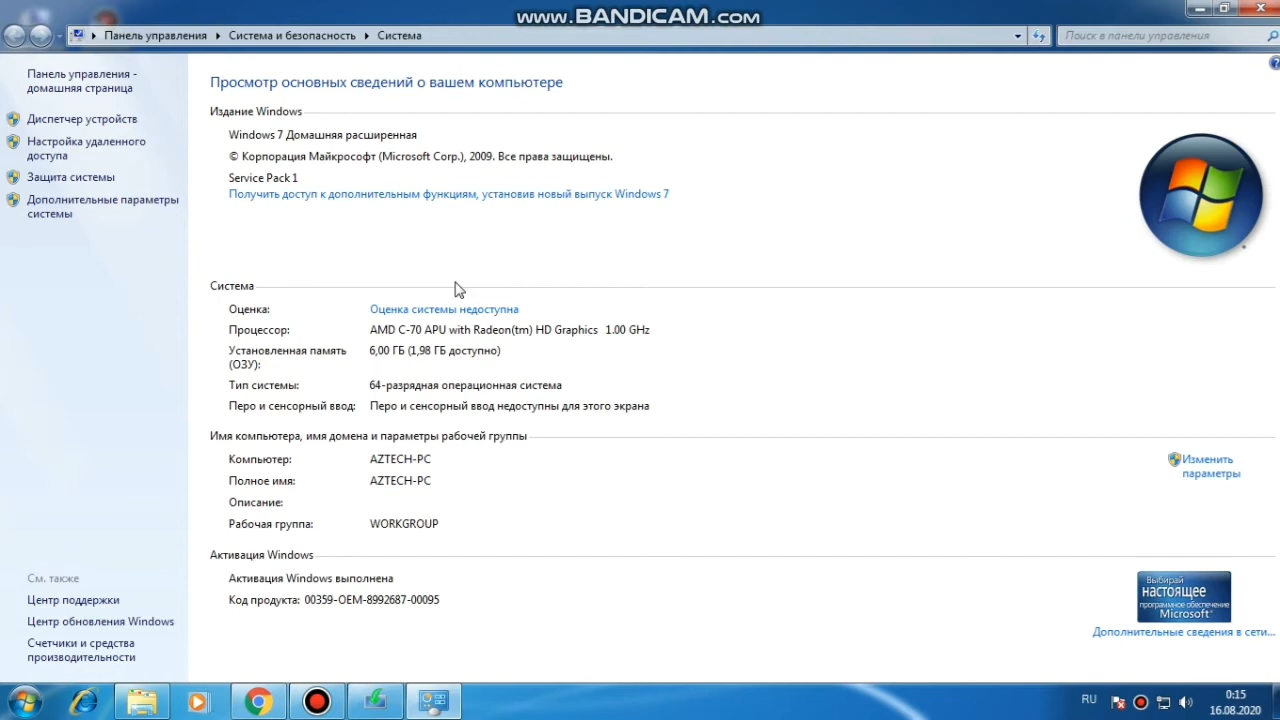 www.BANDICAM.com
Панель управления
Система и безопасность
Система
Поиск в панели управления
Панель управления -
домашняя страница
Диспетчер устройств
Настройка удаленного
доступа
Защита системы
Дополнительные параметры
системы
Просмотр основных сведений о вашем компьютере
Издание Windows
Windows 7 Домашняя расширенная
© Корпорация Майкрософт (Microsoft Corp.), 2009. Все права защищены.
Service Pack 1
Получить доступ к дополнительным функциям, установив новый выпуск Windows 7
Система
Оценка: Оценка системы недоступна
Процессор: AMD C-70 APU with Radeon(tm) HD Graphics 1.00 GHz
Установленная память 6,00 ГБ (1,98 ГБ доступно)
(ОЗУ):
Тип системы: 64-разрядная операционная система
Перо и сенсорный ввод: Перо и сенсорный ввод недоступны для этого экрана
Имя компьютера, имя домена и параметры рабочей группы
Компьютер: AZTECH-PC
Полное имя: AZTECH-PC
Описание:
Рабочая группа: WORKGROUP
Изменить
параметры
Активация Windows
Активация Windows выполнена
Код продукта: 00359-OEM-8992687-00095
Выбирай
настоящее
программное обеспечение
Microsoft
Дополнительные сведения в сети...
См. также
Центр поддержки
Центр обновления Windows
Счетчики и средства
производительности
RU
0:15
16.08.2020